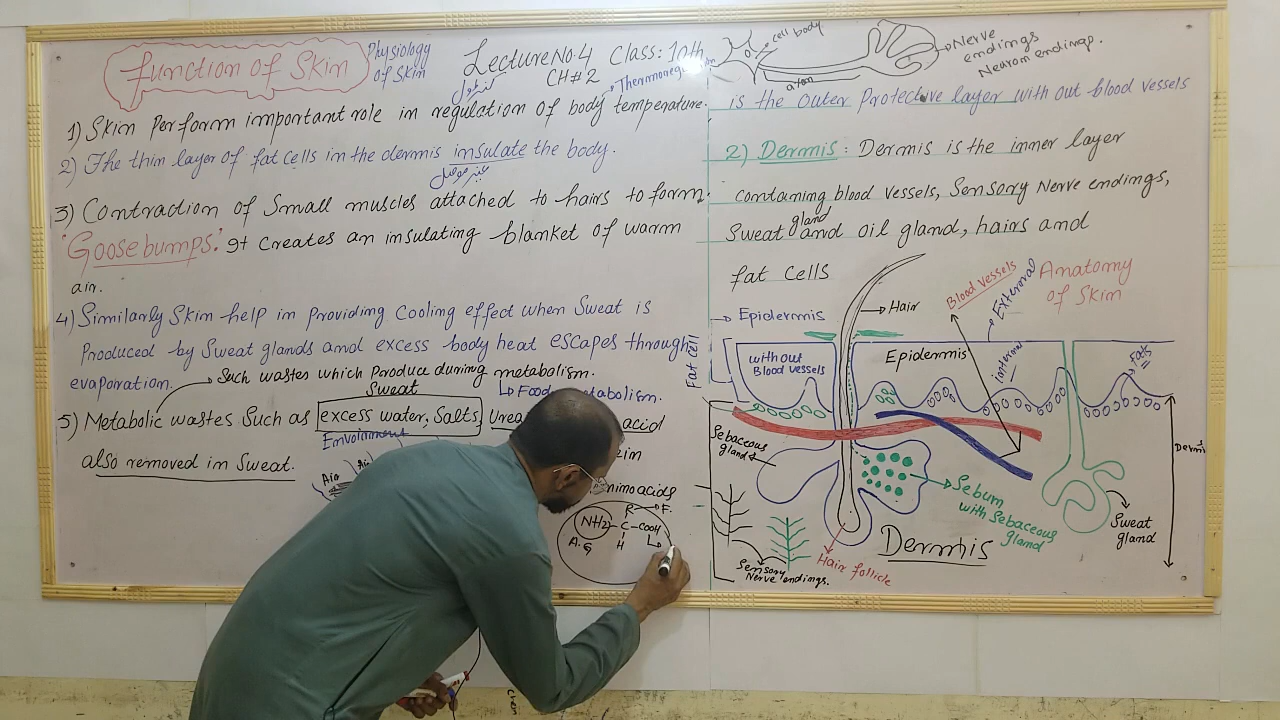 Function of Skin
Physiology of Skin
Lecture No 4 Class: 10th
CH # 2
کنٹرول
Thermoregulation
1) Skin Perform important role in regulation of body temperature.
2) The thin layer of fat cells in the dermis insulate the body.
3) Contraction of Small muscles attached to hairs to form
'Goosebumps'. It creates an insulating blanket of warm
air.
4) Similarly Skin help in Providing Cooling effect when Sweat is
Produced by Sweat glands and excess body heat escapes through
evaporation.
Such wastes which Produce during metabolism.
Sweat
Food metabolism.
5) Metabolic wastes Such as excess water, Salts, Urea acid
also removed in Sweat.
Air
Air
R F.
NH2 C COOH
A.G H
cell body
axon
Nerve
endings
Neuron endings.
is the outer Protective layer with out blood vessels
2) Dermis: Dermis is the inner layer
containing blood vessels, Sensory Nerve endings,
gland
Sweat and oil gland, hairs and
fat cells
Anatomy
of Skin
Blood vessels
External
Epidermis
Hair
Fat cell
without
Blood vessels
Epidermis
internal
Fats
Sebaceous
gland
Sebum
with Sebaceous
gland
Sweat
gland
Dermis
Dermis
Hair follicle
Sensory
Nerve endings.